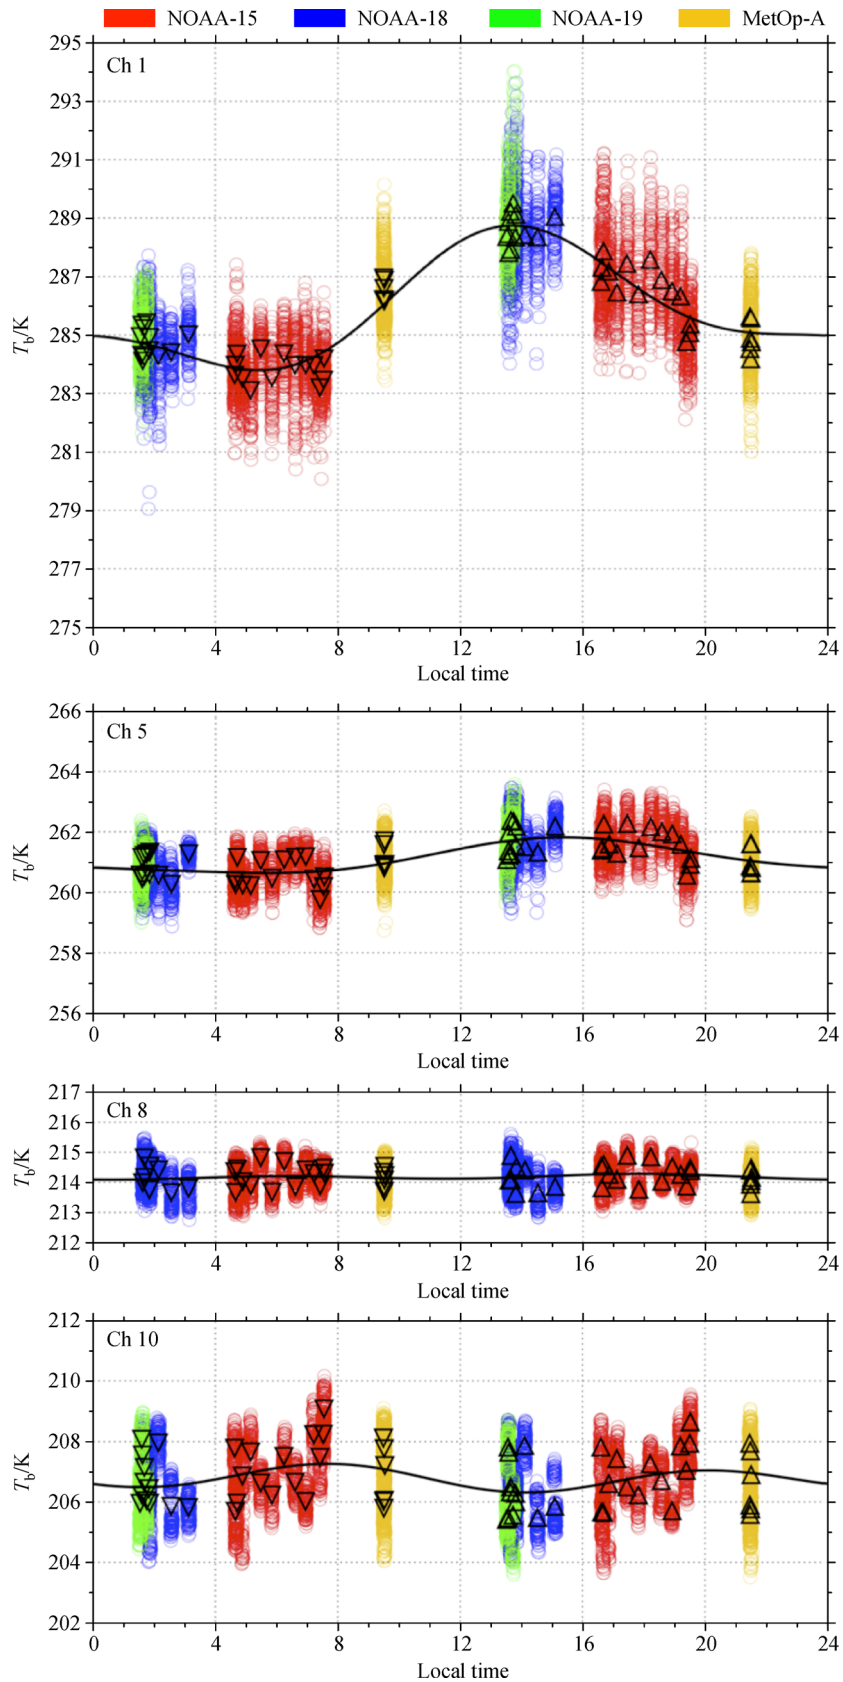 NOAA-15 NOAA-18 NOAA-19 MetOp-A
Ch 1
295
293
291
289
287
285
283
281
279
277
275
Tb/K
0 4 8 12 16 20 24
Local time
Ch 5
266
264
262
260
258
256
Tb/K
0 4 8 12 16 20 24
Local time
Ch 8
217
216
215
214
213
212
Tb/K
0 4 8 12 16 20 24
Local time
Ch 10
212
210
208
206
204
202
Tb/K
0 4 8 12 16 20 24
Local time